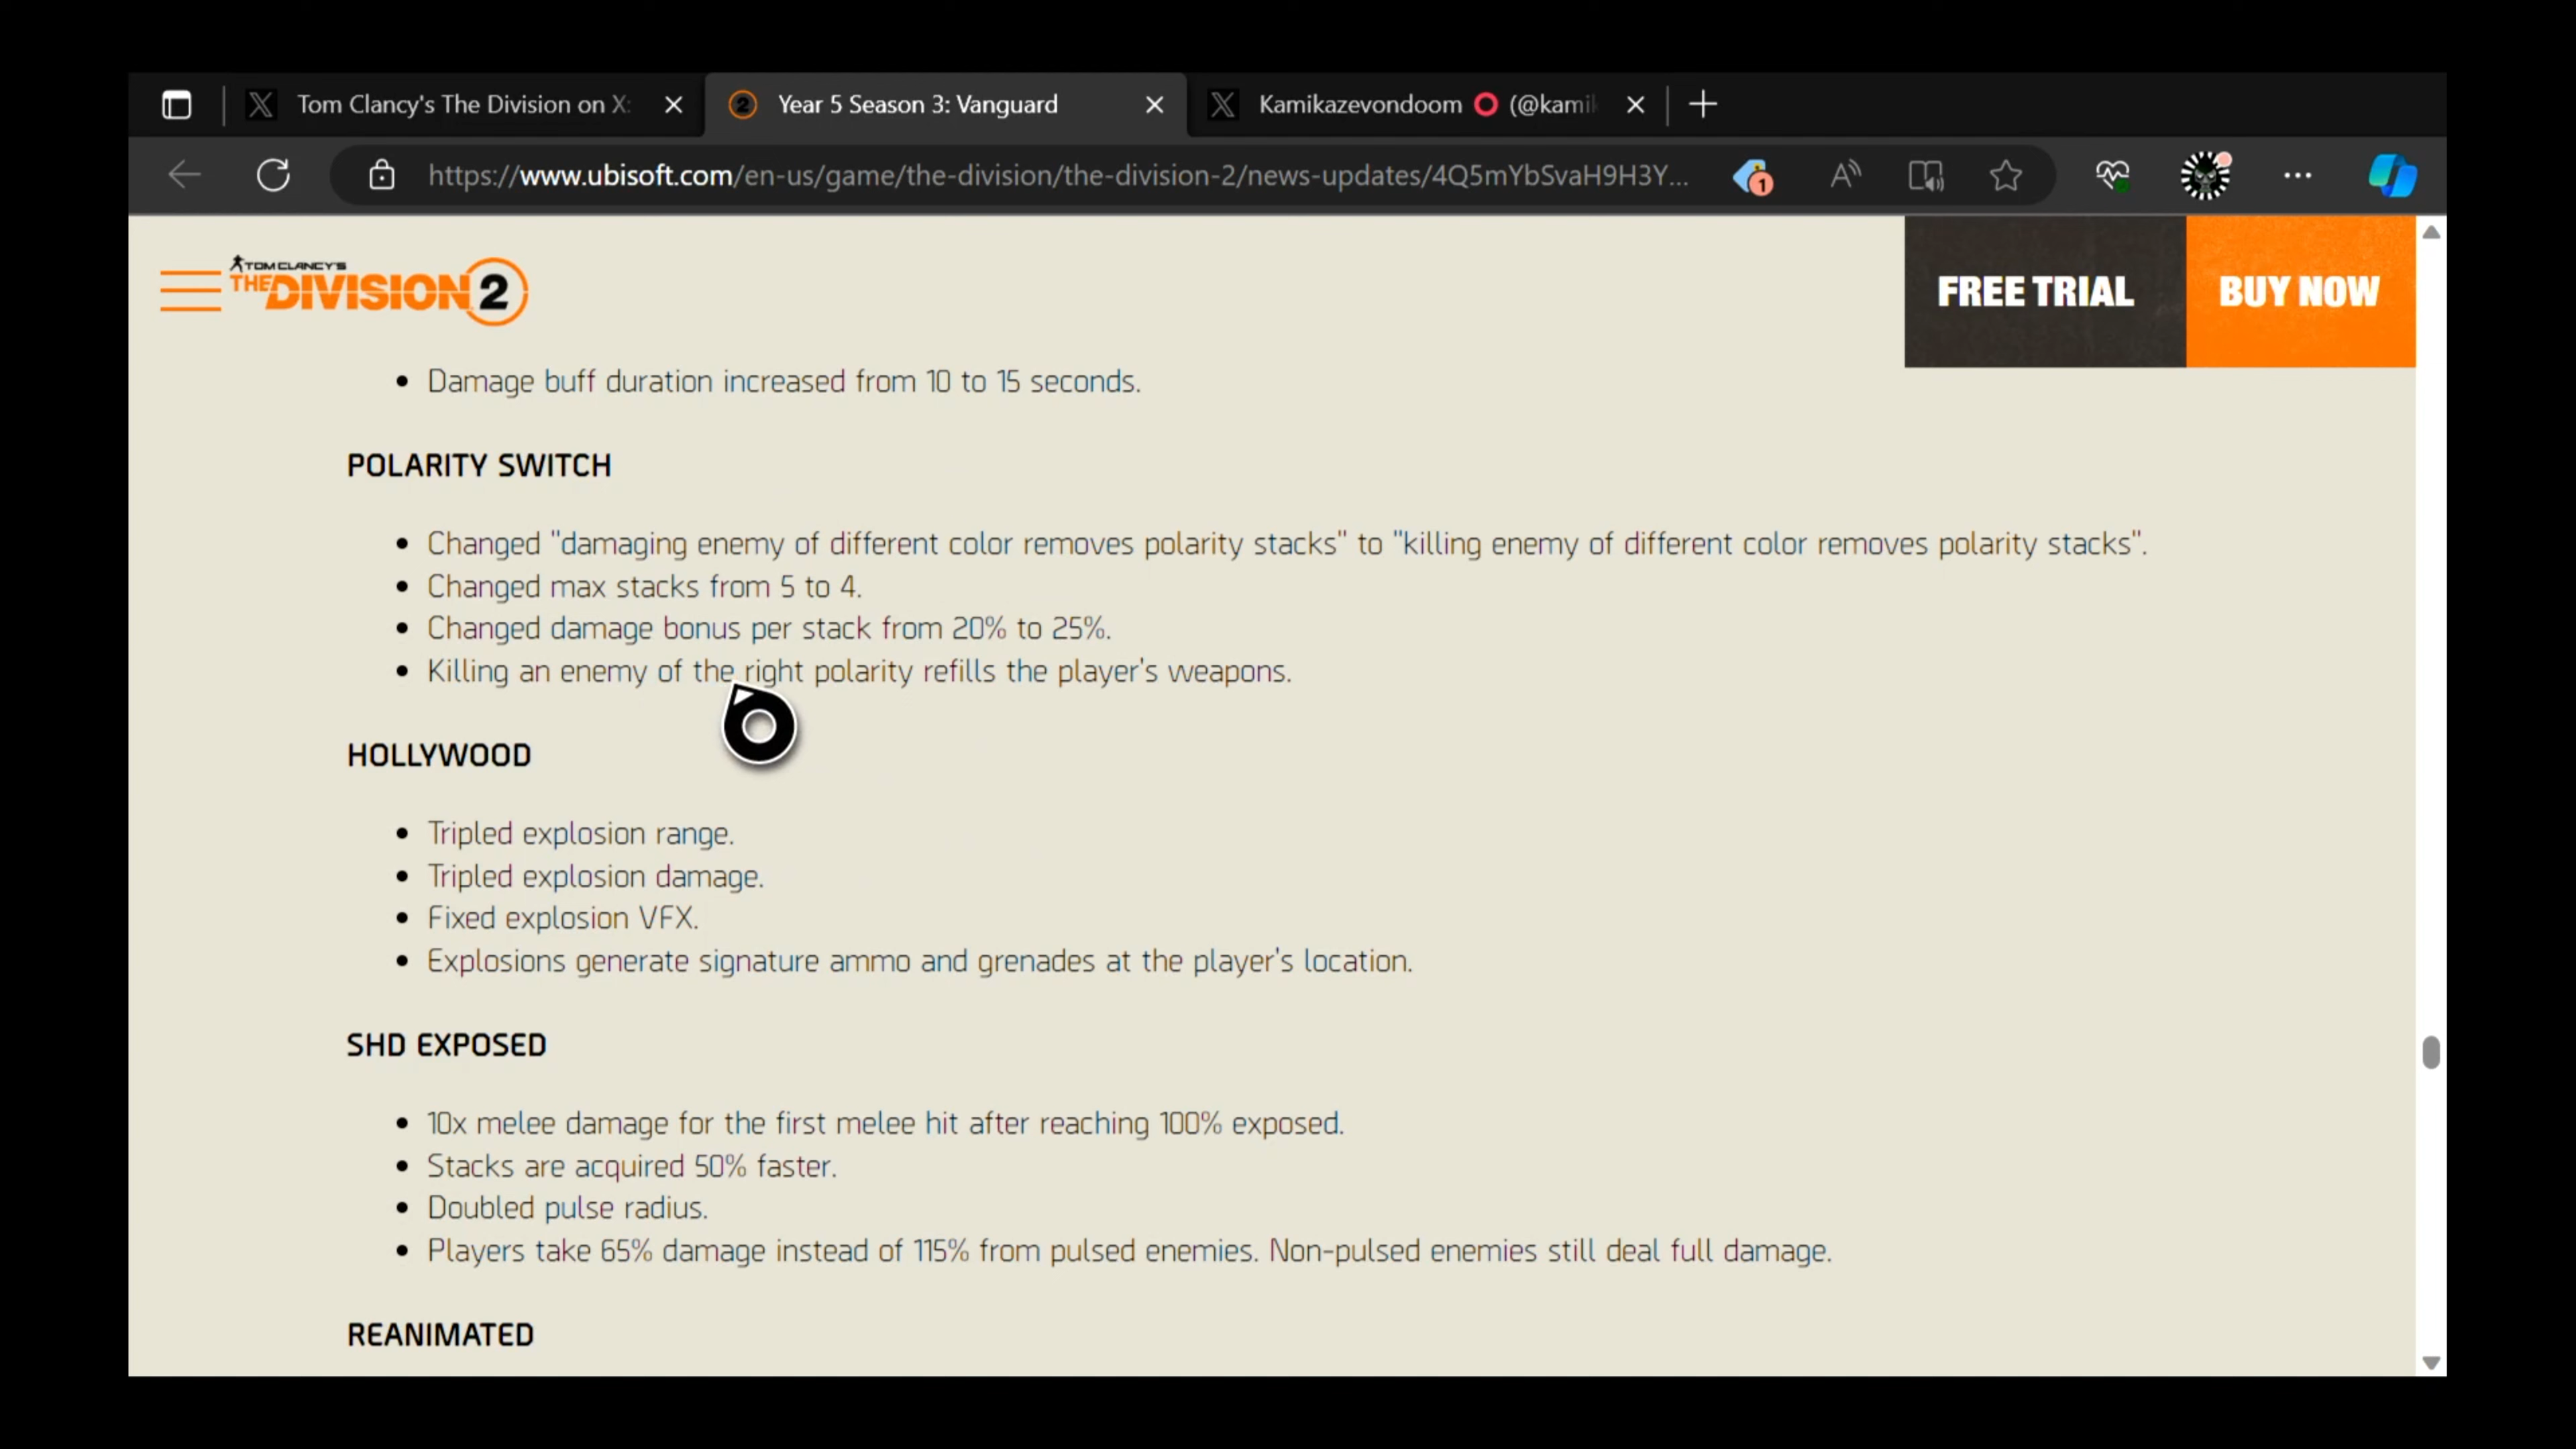 Tom Clancy's The Division on X:
Year 5 Season 3: Vanguard
Kamikazevondoom (@kami
https://www.ubisoft.com/en-us/game/the-division/the-division-2/news-updates/4Q5mYbSvaH9H3Y...
1
TOM CLANCY'S
THE DIVISION 2
FREE TRIAL
BUY NOW
• Damage buff duration increased from 10 to 15 seconds.
POLARITY SWITCH
• Changed "damaging enemy of different color removes polarity stacks" to "killing enemy of different color removes polarity stacks".
• Changed max stacks from 5 to 4.
• Changed damage bonus per stack from 20% to 25%.
• Killing an enemy of the right polarity refills the player's weapons.
HOLLYWOOD
• Tripled explosion range.
• Tripled explosion damage.
• Fixed explosion VFX.
• Explosions generate signature ammo and grenades at the player's location.
SHD EXPOSED
• 10x melee damage for the first melee hit after reaching 100% exposed.
• Stacks are acquired 50% faster.
• Doubled pulse radius.
• Players take 65% damage instead of 115% from pulsed enemies. Non-pulsed enemies still deal full damage.
REANIMATED